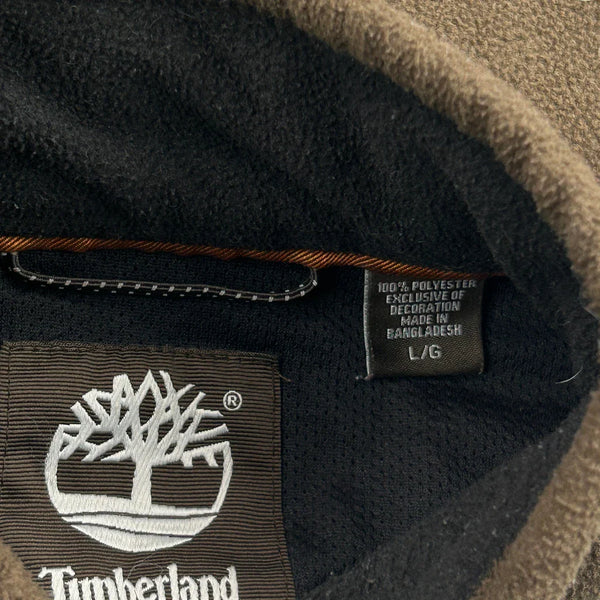 100% POLYESTER
EXCLUSIVE OF
DECORATION
MADE IN
BANGLADESH
L/G
®
Timberland